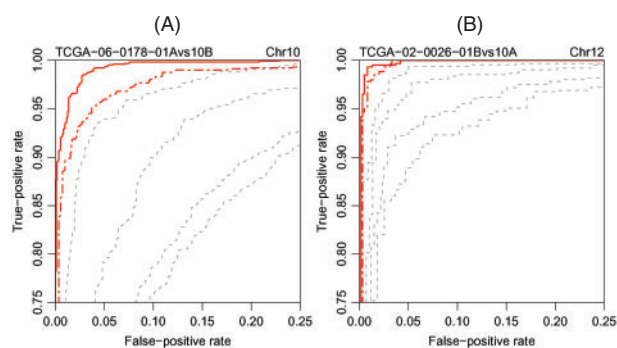 (A)
TCGA-06-0178-01Avs10B Chr10
True-positive rate
1.00
0.95
0.90
0.85
0.80
0.75
0.00 0.05 0.10 0.15 0.20 0.25
False-positive rate
(B)
TCGA-02-0026-01Bvs10A Chr12
True-positive rate
1.00
0.95
0.90
0.85
0.80
0.75
0.00 0.05 0.10 0.15 0.20 0.25
False-positive rate